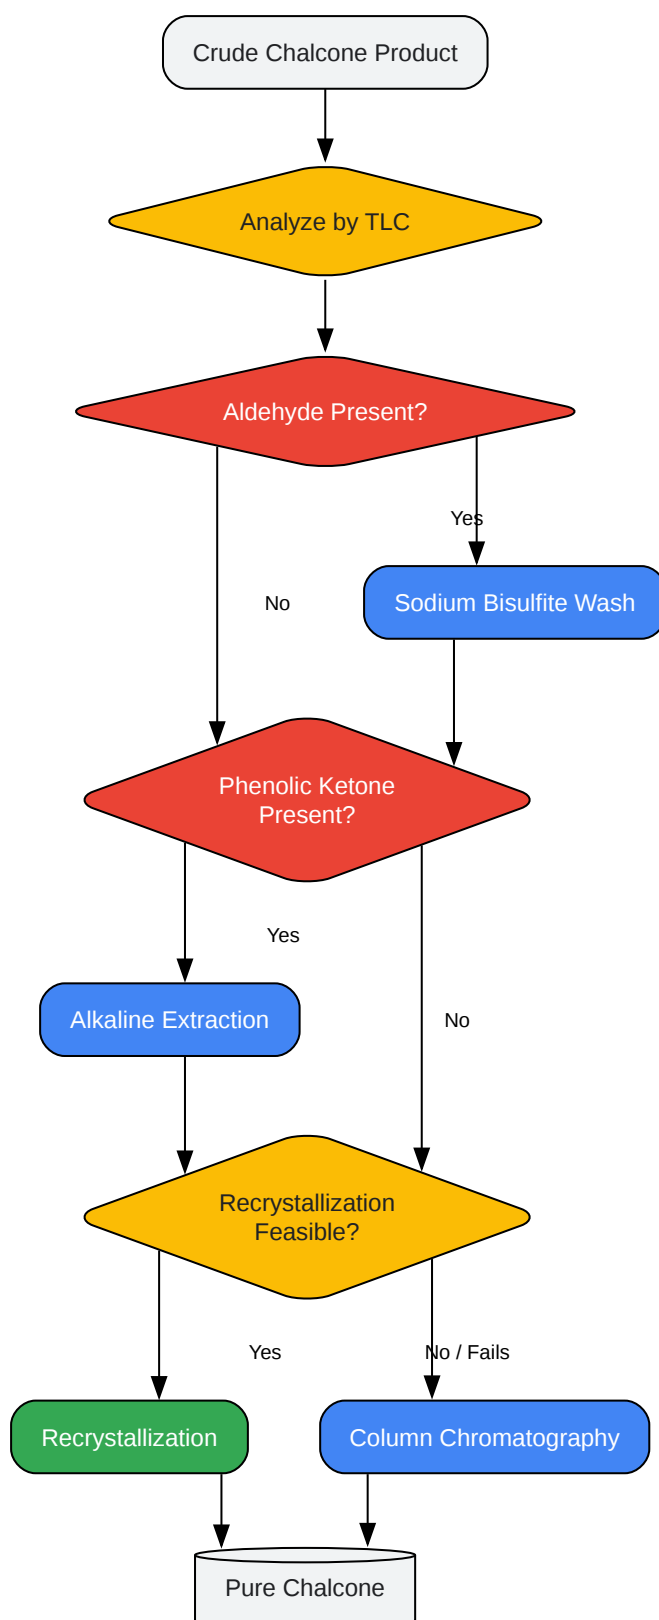 Crude Chalcone Product
Analyze by TLC
Aldehyde Present?
Yes
No
Sodium Bisulfite Wash
Phenolic Ketone
Present?
Yes
Alkaline Extraction
No
Recrystallization
Feasible?
Yes
No / Fails
Recrystallization
Column Chromatography
Pure Chalcone